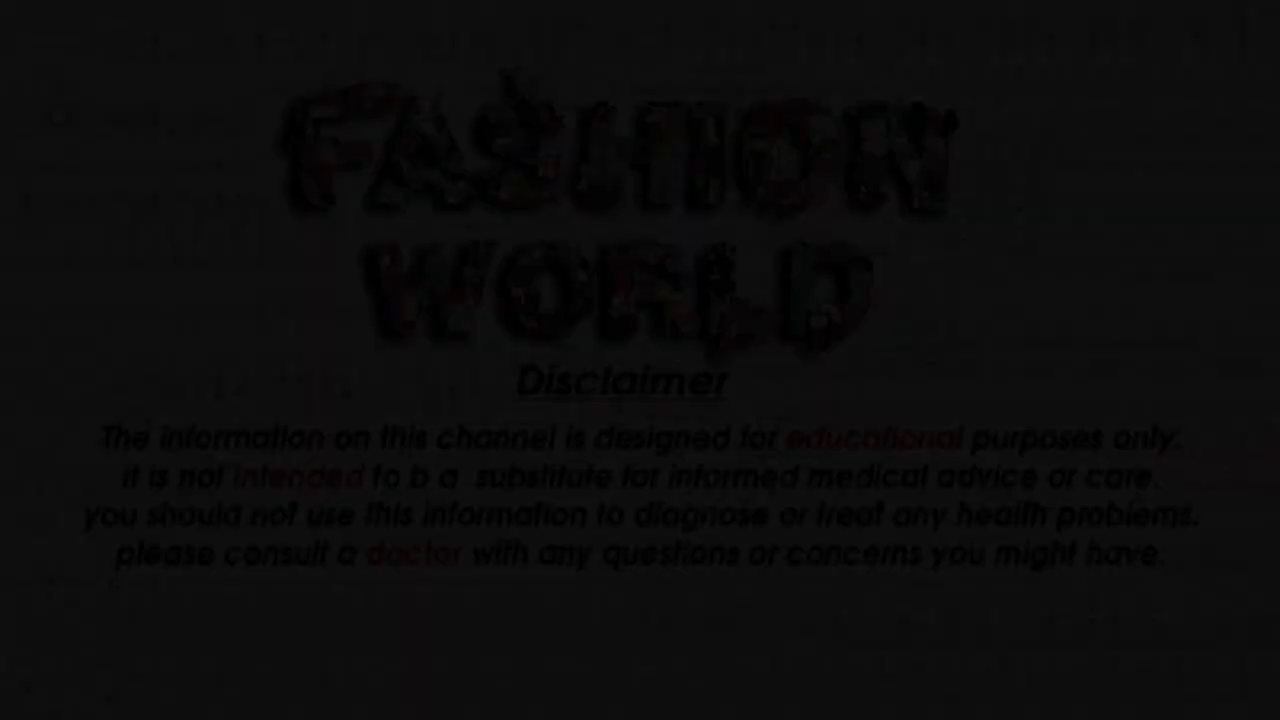 FASHION
WORLD
Disclaimer
The information on this channel is designed for educational purposes only.
it is not intended to b a substitute for informed medical advice or care.
you should not use this information to diagnose or treat any health problems.
please consult a doctor with any questions or concerns you might have.